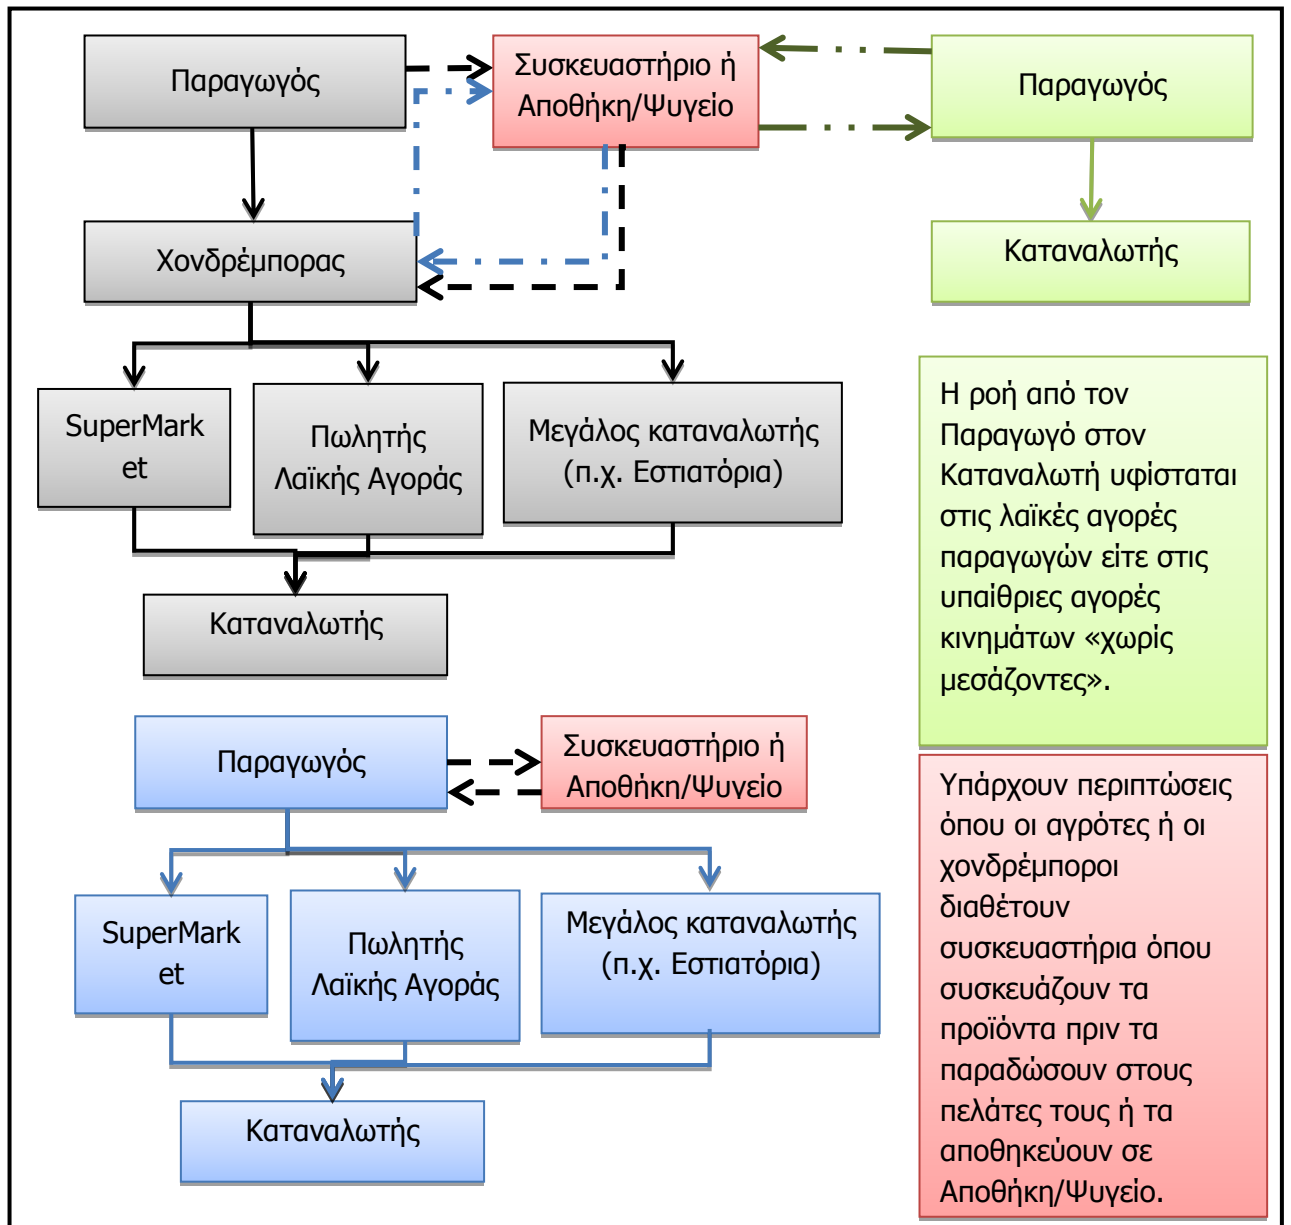 Παραγωγός
Συσκευαστήριο ή
Αποθήκη/Ψυγείο
Παραγωγός
Χονδρέμπορας
Καταναλωτής
SuperMark
et
Πωλητής
Λαϊκής Αγοράς
Μεγάλος καταναλωτής
(π.χ. Εστιατόρια)
Καταναλωτής
Η ροή από τον
Παραγωγό στον
Καταναλωτή υφίσταται
στις λαϊκές αγορές
παραγωγών είτε στις
υπαίθριες αγορές
κινημάτων «χωρίς
μεσάζοντες».
Παραγωγός
Συσκευαστήριο ή
Αποθήκη/Ψυγείο
SuperMark
et
Πωλητής
Λαϊκής Αγοράς
Μεγάλος καταναλωτής
(π.χ. Εστιατόρια)
Καταναλωτής
Υπάρχουν περιπτώσεις
όπου οι αγρότες ή οι
χονδρέμποροι
διαθέτουν
συσκευαστήρια όπου
συσκευάζουν τα
προϊόντα πριν τα
παραδώσουν στους
πελάτες τους ή τα
αποθηκεύουν σε
Αποθήκη/Ψυγείο.